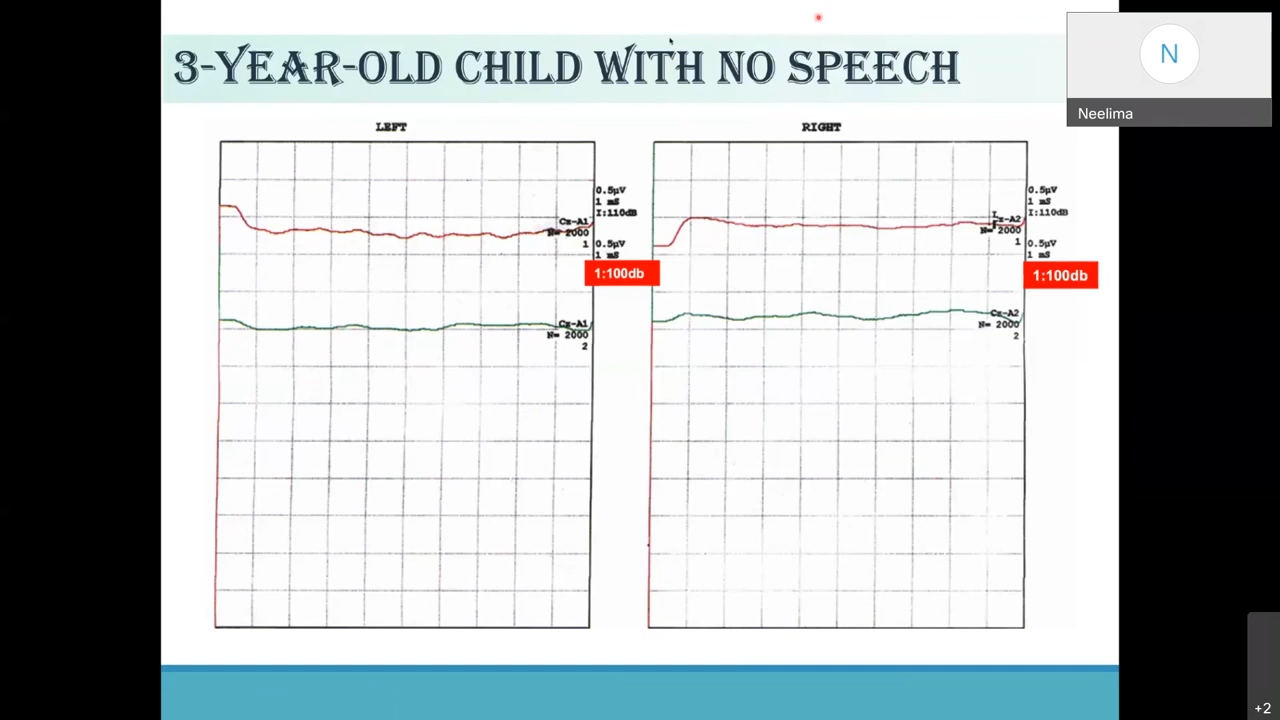 3-YEAR-OLD CHILD WITH NO SPEECH
N
Neelima
LEFT
0.5µV
1 mS
I:110dB
Cz-A1
N= 2000
1
0.5µV
1 mS
1:100db
Cz-A1
N= 2000
2
RIGHT
0.5µV
1 mS
I:110dB
Cz-A2
N= 2000
1
0.5µV
1 mS
1:100db
Cz-A2
N= 2000
2
+2